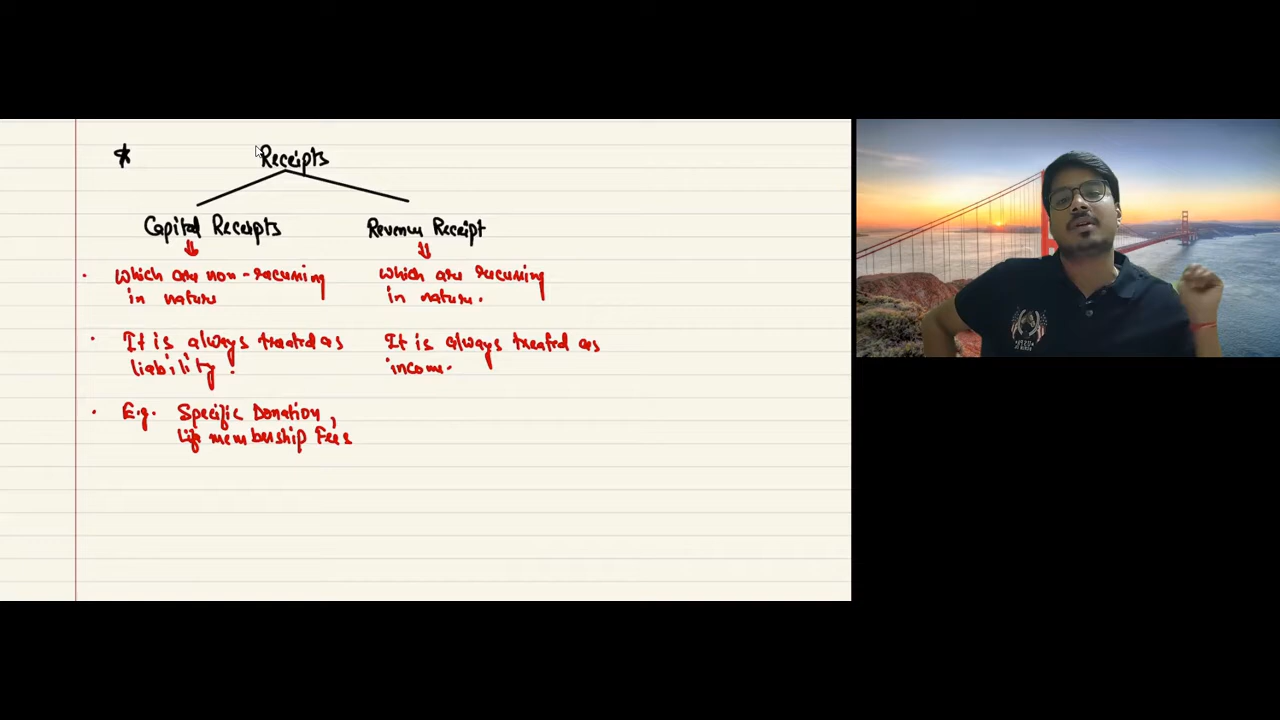 * Receipts
Capital Receipts
Revenue Receipt
. Which are non-recurring
in nature
which are recurring
in nature.
. It is always treated as
liability.
It is always treated as
income.
. E.g. Specific Donation,
Life membership Fees